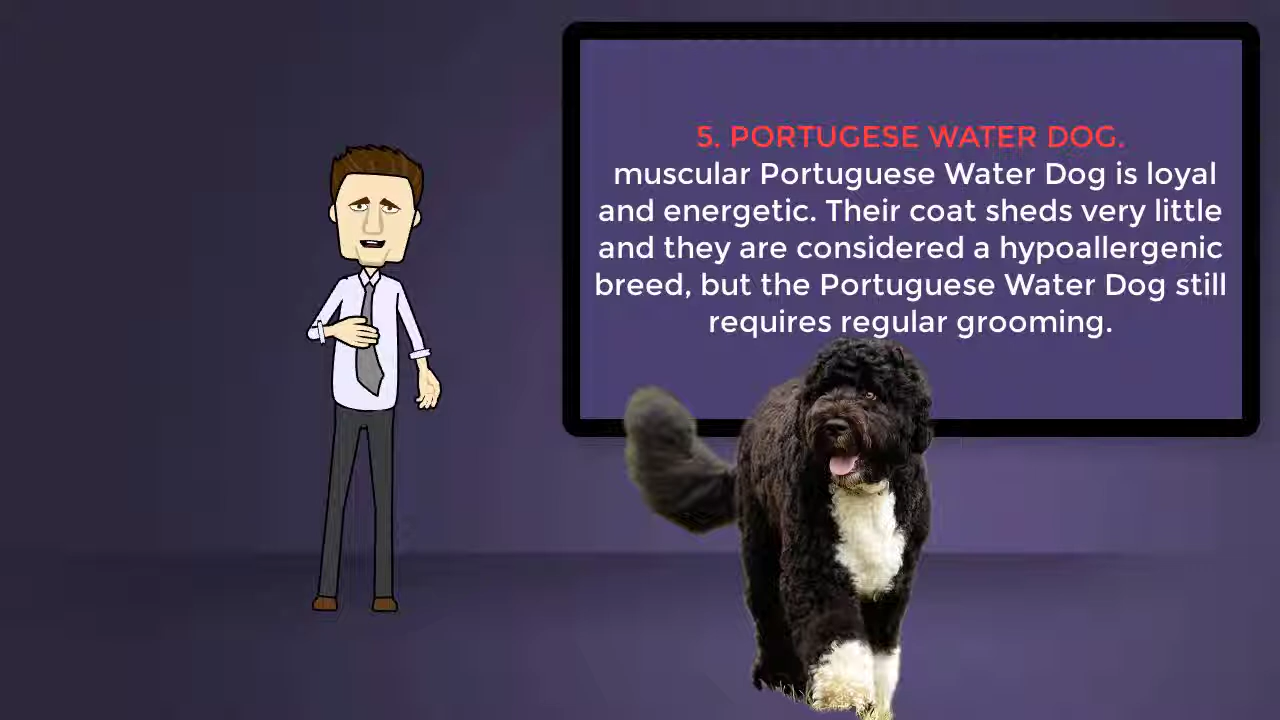 5. PORTUGESE WATER DOG.
muscular Portuguese Water Dog is loyal
and energetic. Their coat sheds very little
and they are considered a hypoallergenic
breed, but the Portuguese Water Dog still
requires regular grooming.